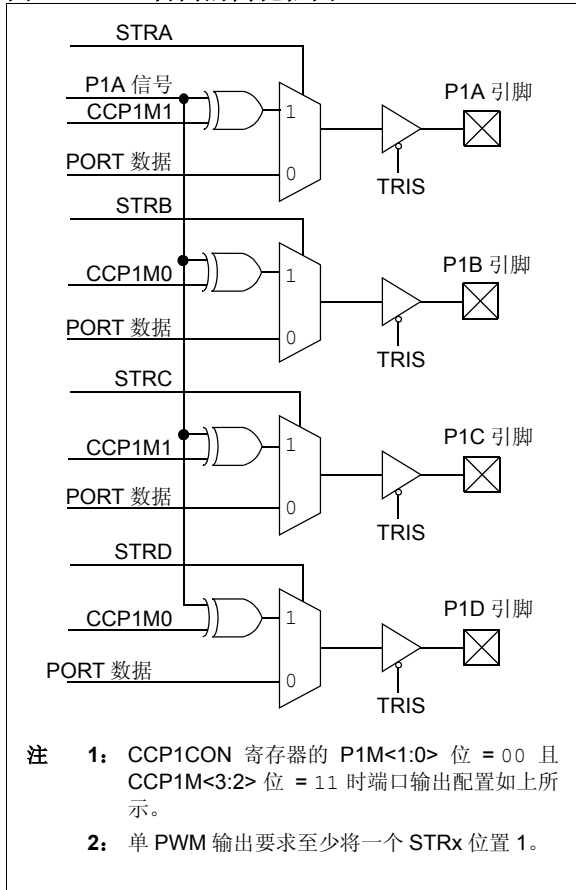 STRA
P1A 信号
CCP1M1
1
P1A 引脚
PORT 数据
0
TRIS
STRB
CCP1M0
1
P1B 引脚
PORT 数据
0
TRIS
STRC
CCP1M1
1
P1C 引脚
PORT 数据
0
TRIS
STRD
CCP1M0
1
P1D 引脚
PORT 数据
0
TRIS
注 1： CCP1CON 寄存器的 P1M<1:0> 位 = 00 且
CCP1M<3:2> 位 = 11 时端口输出配置如上所
示。
2： 单 PWM 输出要求至少将一个 STRx 位置 1。